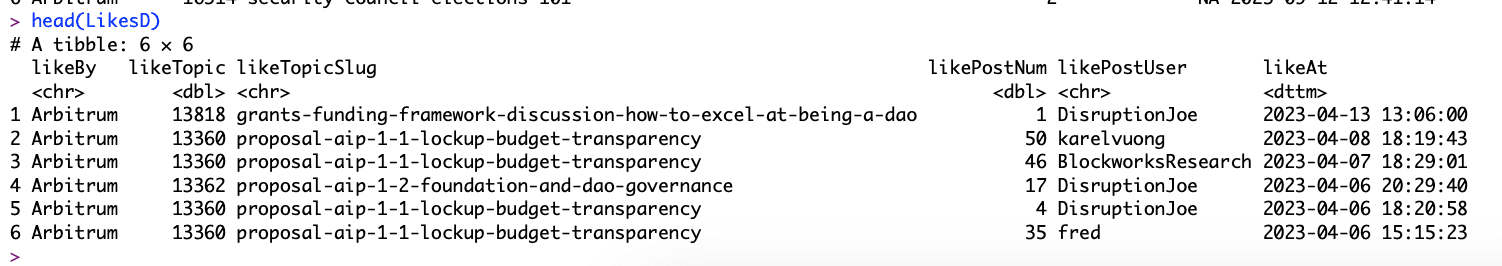 6 Arbitrum 16514 security-council-elections-101 2 NA 2023-09-12 12:41:14
> head(LikesD)
# A tibble: 6 × 6
likeBy likeTopic likeTopicSlug likePostNum likePostUser likeAt
<chr> <dbl> <chr> <dbl> <chr> <dttm>
1 Arbitrum 13818 grants-funding-framework-discussion-how-to-excel-at-being-a-dao 1 DisruptionJoe 2023-04-13 13:06:00
2 Arbitrum 13360 proposal-aip-1-1-lockup-budget-transparency 50 karelvuong 2023-04-08 18:19:43
3 Arbitrum 13360 proposal-aip-1-1-lockup-budget-transparency 46 BlockworksResearch 2023-04-07 18:29:01
4 Arbitrum 13362 proposal-aip-1-2-foundation-and-dao-governance 17 DisruptionJoe 2023-04-06 20:29:40
5 Arbitrum 13360 proposal-aip-1-1-lockup-budget-transparency 4 DisruptionJoe 2023-04-06 18:20:58
6 Arbitrum 13360 proposal-aip-1-1-lockup-budget-transparency 35 fred 2023-04-06 15:15:23
>